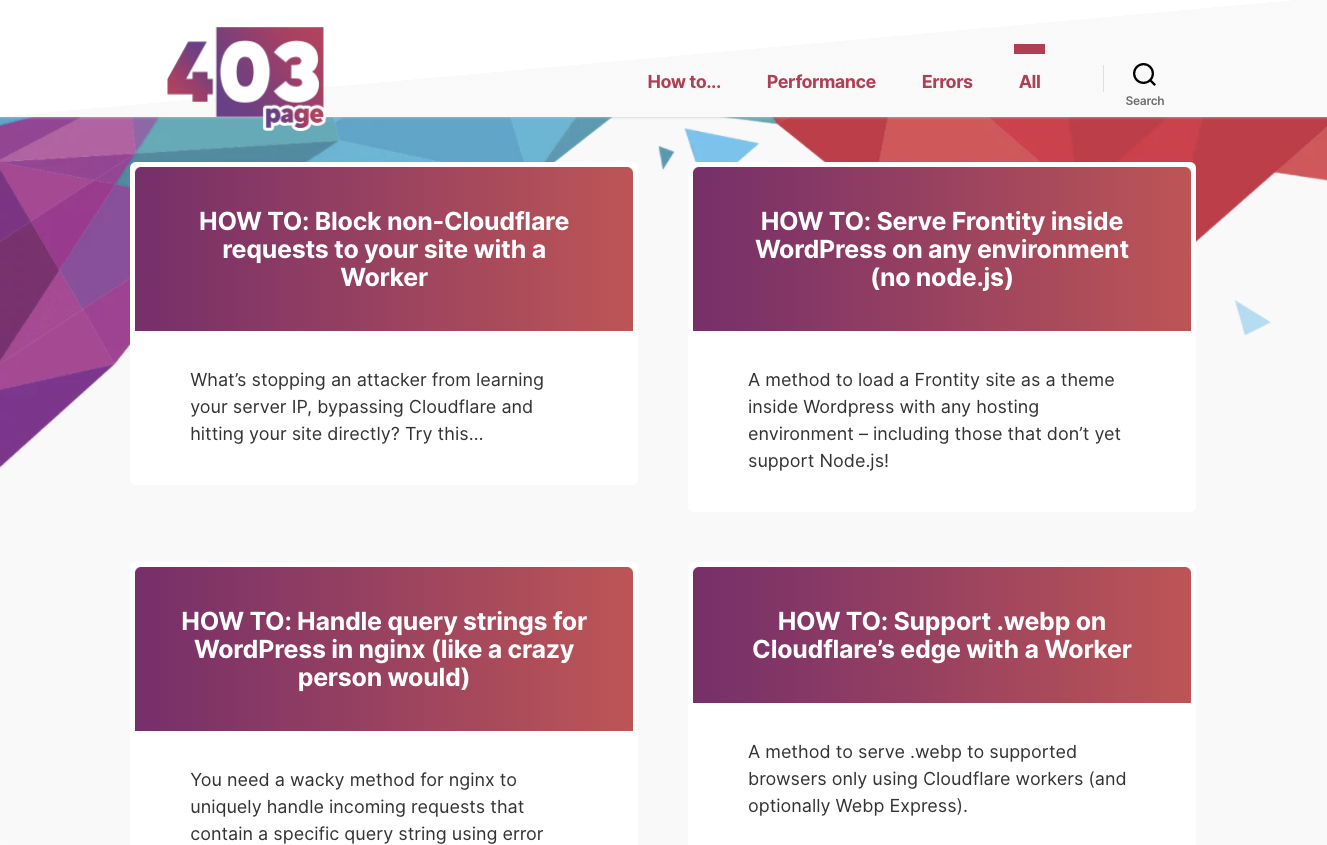 403
page
How to...
Performance
Errors
All
Search
HOW TO: Block non-Cloudflare
requests to your site with a
Worker
What’s stopping an attacker from learning
your server IP, bypassing Cloudflare and
hitting your site directly? Try this…
HOW TO: Serve Frontity inside
WordPress on any environment
(no node.js)
A method to load a Frontity site as a theme
inside Wordpress with any hosting
environment – including those that don’t yet
support Node.js!
HOW TO: Handle query strings for
WordPress in nginx (like a crazy
person would)
You need a wacky method for nginx to
uniquely handle incoming requests that
contain a specific query string using error
HOW TO: Support .webp on
Cloudflare’s edge with a Worker
A method to serve .webp to supported
browsers only using Cloudflare workers (and
optionally Webp Express).